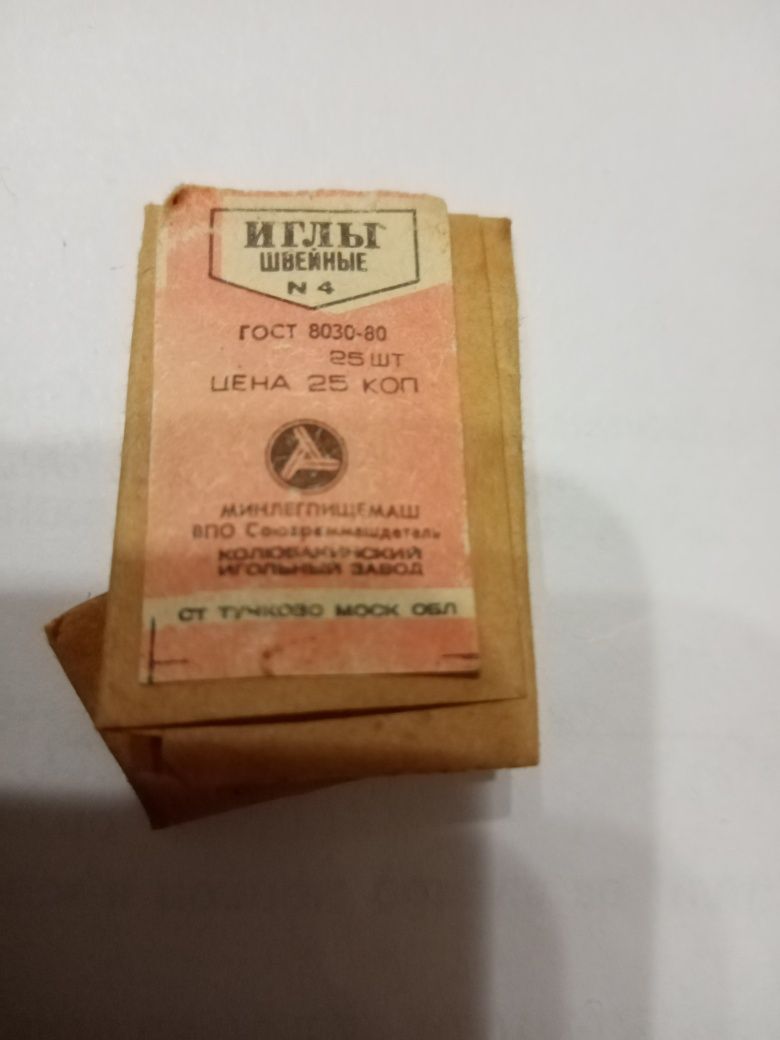 ИГЛЫ
ШВЕЙНЫЕ
N 4
ГОСТ 8030-80
25 ШТ
ЦЕНА 25 КОП
МИНЛЕГПИЩЕМАШ
ВПО Союзреммашдеталь
КОЛЮБАКИНСКИЙ
ИГОЛЬНЫЙ ЗАВОД
СТ ТУЧКОВО МОСК ОБЛ